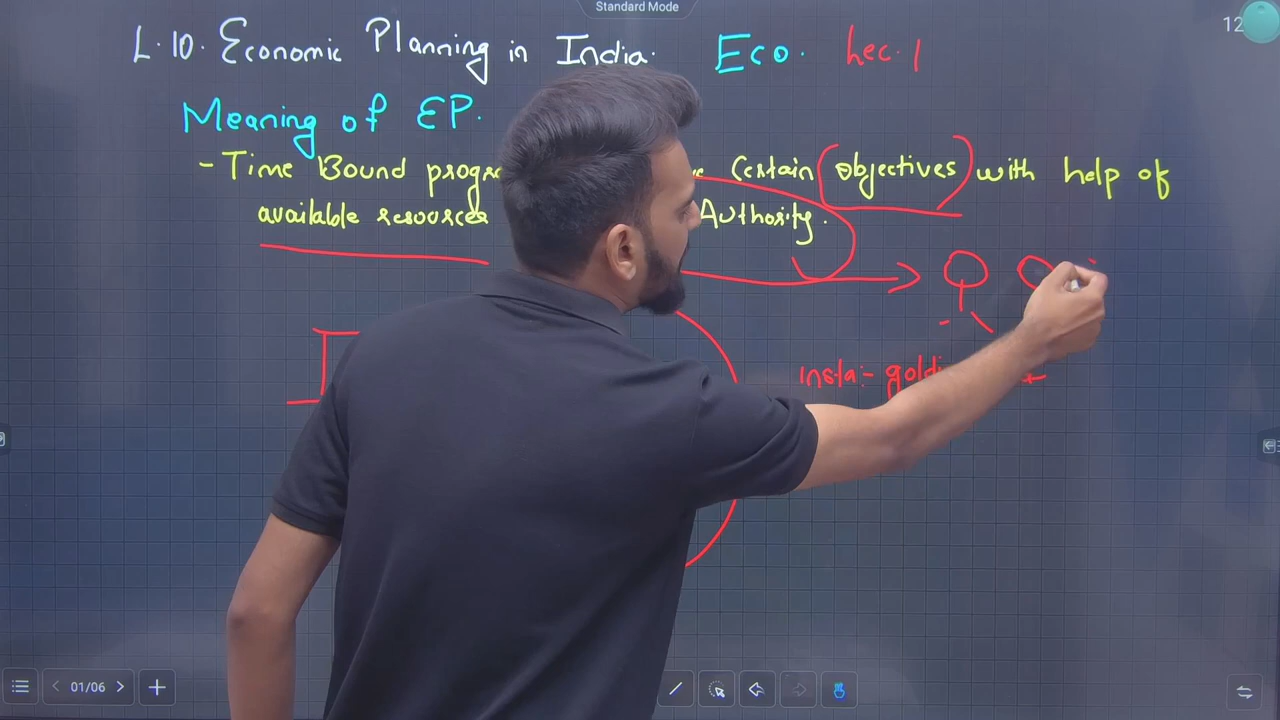 Standard Mode
12
L.10. Economic Planning in India. Eco. Lec.1
Meaning of EP.
- Time Bound progr Certain objectives with help of
available resources Authority.
insta:- gold
01/06